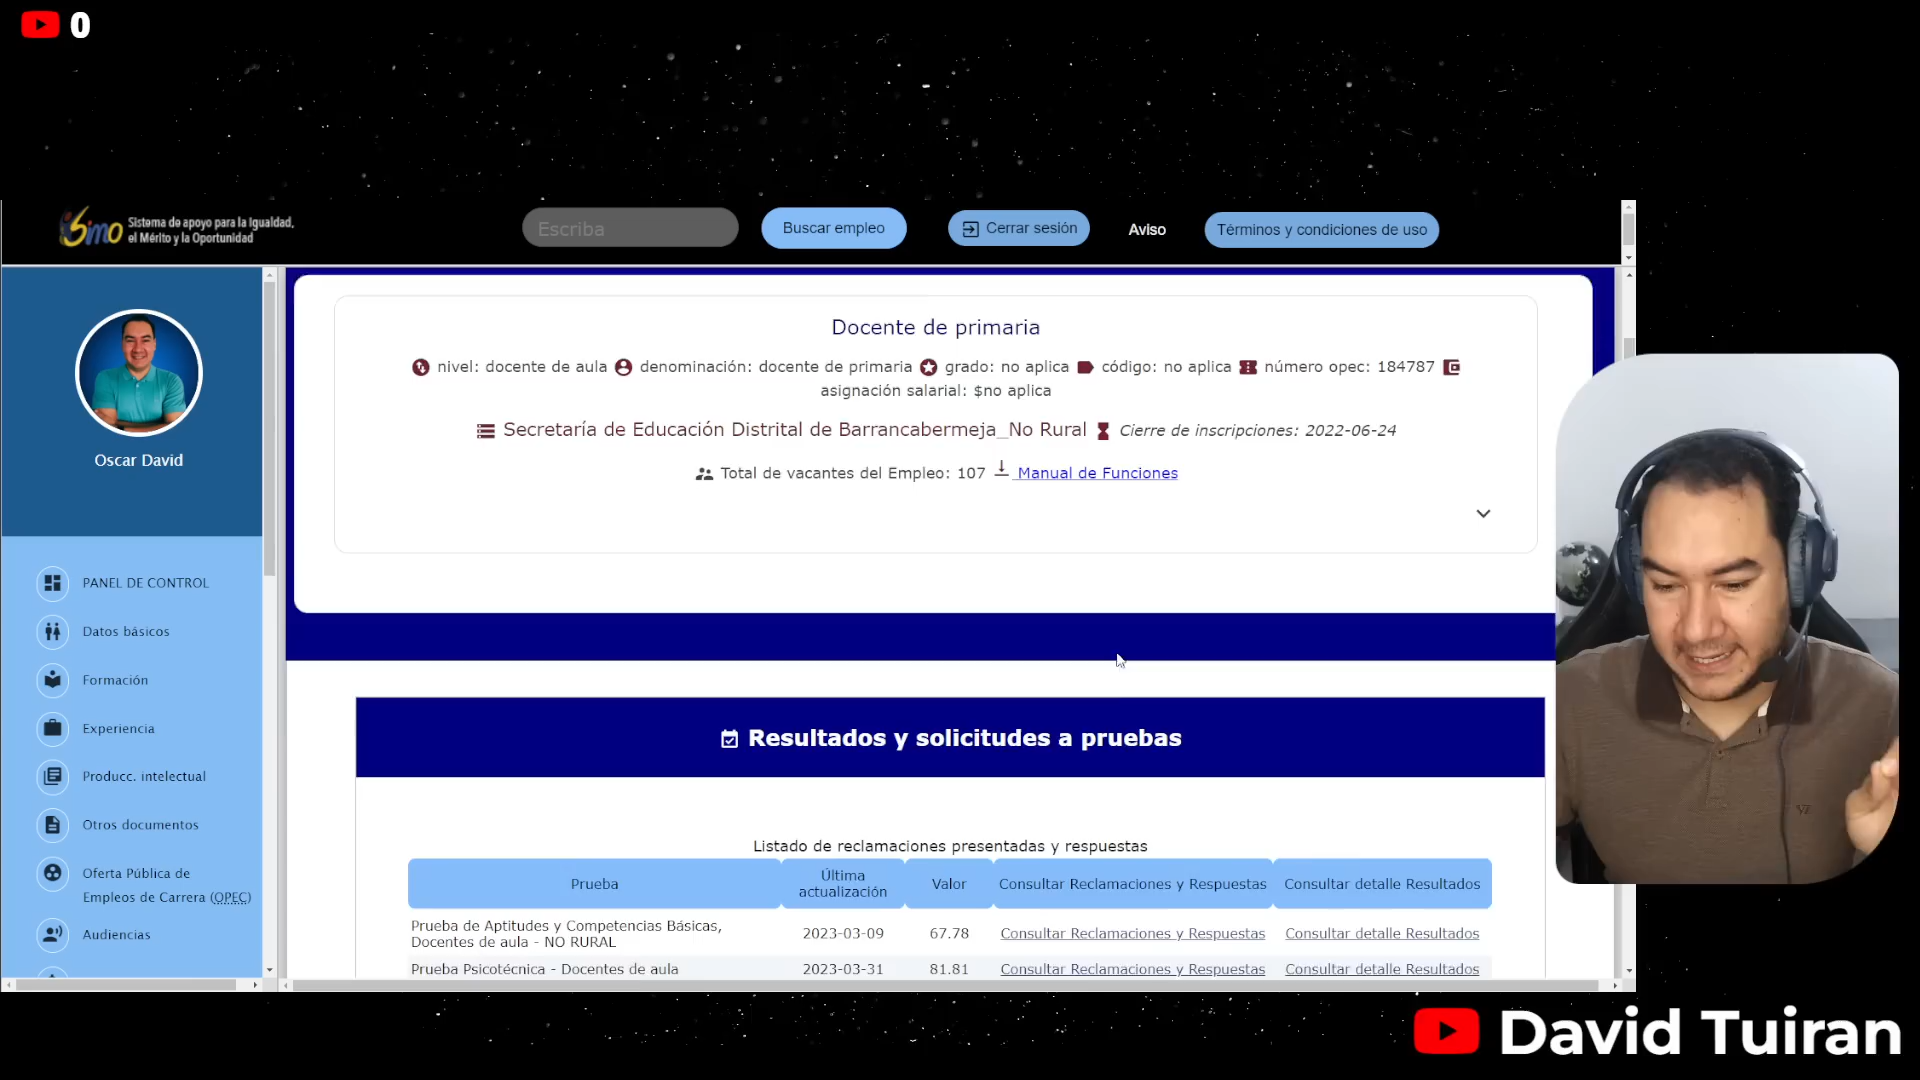 0
Simo Sistema de apoyo para la Igualdad,
el Mérito y la Oportunidad
Escriba
Buscar empleo
Cerrar sesión
Aviso
Términos y condiciones de uso
Oscar David
PANEL DE CONTROL
Datos básicos
Formación
Experiencia
Producc. intelectual
Otros documentos
Oferta Pública de
Empleos de Carrera (OPEC)
Audiencias
Docente de primaria
nivel: docente de aula denominación: docente de primaria grado: no aplica código: no aplica número opec: 184787
asignación salarial: $no aplica
Secretaría de Educación Distrital de Barrancabermeja_No Rural Cierre de inscripciones: 2022-06-24
Total de vacantes del Empleo: 107 Manual de Funciones
Resultados y solicitudes a pruebas
Listado de reclamaciones presentadas y respuestas
Prueba
Última
actualización
Valor
Consultar Reclamaciones y Respuestas
Consultar detalle Resultados
Prueba de Aptitudes y Competencias Básicas,
Docentes de aula - NO RURAL
2023-03-09
67.78
Consultar Reclamaciones y Respuestas
Consultar detalle Resultados
Prueba Psicotécnica - Docentes de aula
2023-03-31
81.81
Consultar Reclamaciones y Respuestas
Consultar detalle Resultados
David Tuiran